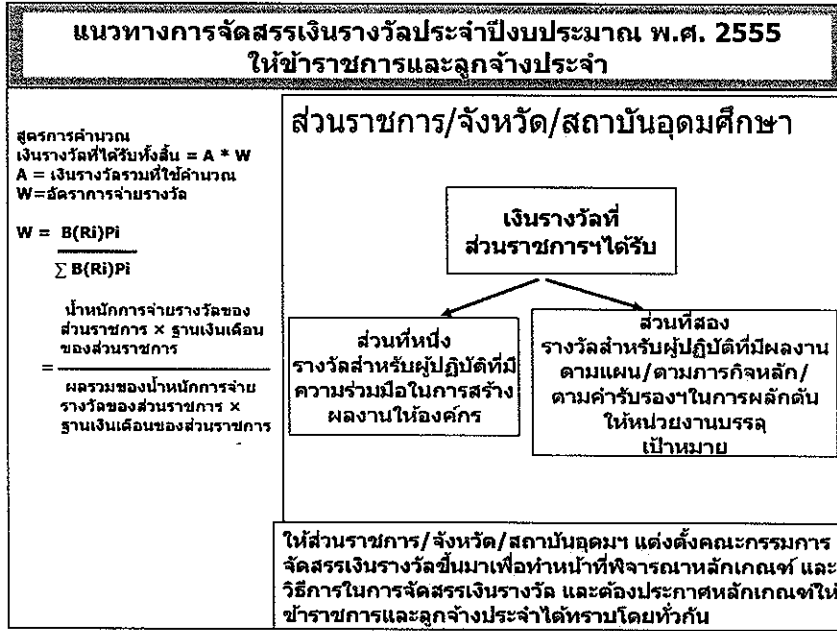 แนวทางการจัดสรรเงินรางวัลประจำปีงบประมาณ พ.ศ. 2555
ให้ข้าราชการและลูกจ้างประจำ
สูตรการคำนวณ
เงินรางวัลที่ได้รับทั้งสิ้น = A * W
A = เงินรางวัลรวมที่ใช้คำนวณ
W=อัตราการจ่ายรางวัล
W = B(Ri)Pi
∑ B(Ri)Pi
น้ำหนักการจ่ายรางวัลของ
ส่วนราชการ × ฐานเงินเดือน
ของส่วนราชการ
=
ผลรวมของน้ำหนักการจ่าย
รางวัลของส่วนราชการ ×
ฐานเงินเดือนของส่วนราชการ
ส่วนราชการ/จังหวัด/สถาบันอุดมศึกษา
เงินรางวัลที่
ส่วนราชการฯได้รับ
ส่วนที่หนึ่ง
รางวัลสำหรับผู้ปฏิบัติที่มี
ความร่วมมือในการสร้าง
ผลงานให้องค์กร
ส่วนที่สอง
รางวัลสำหรับผู้ปฏิบัติที่มีผลงาน
ตามแผน/ตามภารกิจหลัก/
ตามคำรับรองฯในการผลักดัน
ให้หน่วยงานบรรลุ
เป้าหมาย
ให้ส่วนราชการ/จังหวัด/สถาบันอุดมฯ แต่งตั้งคณะกรรมการ
จัดสรรเงินรางวัลขึ้นมาเพื่อทำหน้าที่พิจารณาหลักเกณฑ์ และ
วิธีการในการจัดสรรเงินรางวัล และต้องประกาศหลักเกณฑ์ให้
ข้าราชการและลูกจ้างประจำได้ทราบโดยทั่วกัน